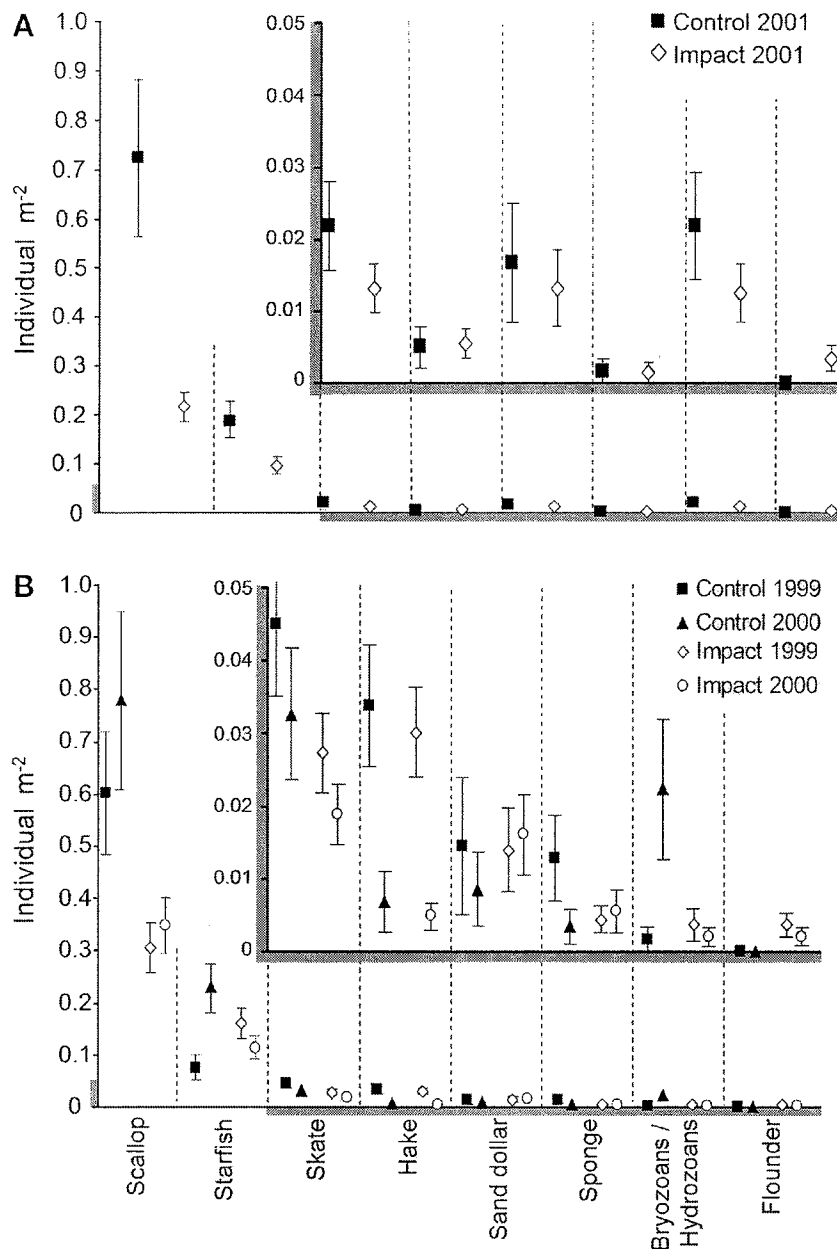 A
Control 2001
Impact 2001
Individual m-2
1.0
0.9
0.8
0.7
0.6
0.5
0.4
0.3
0.2
0.1
0
0.05
0.04
0.03
0.02
0.01
0
B
Control 1999
Control 2000
Impact 1999
Impact 2000
Individual m-2
1.0
0.9
0.8
0.7
0.6
0.5
0.4
0.3
0.2
0.1
0
0.05
0.04
0.03
0.02
0.01
0
Scallop
Starfish
Skate
Hake
Sand dollar
Sponge
Bryozoans /
Hydrozoans
Flounder